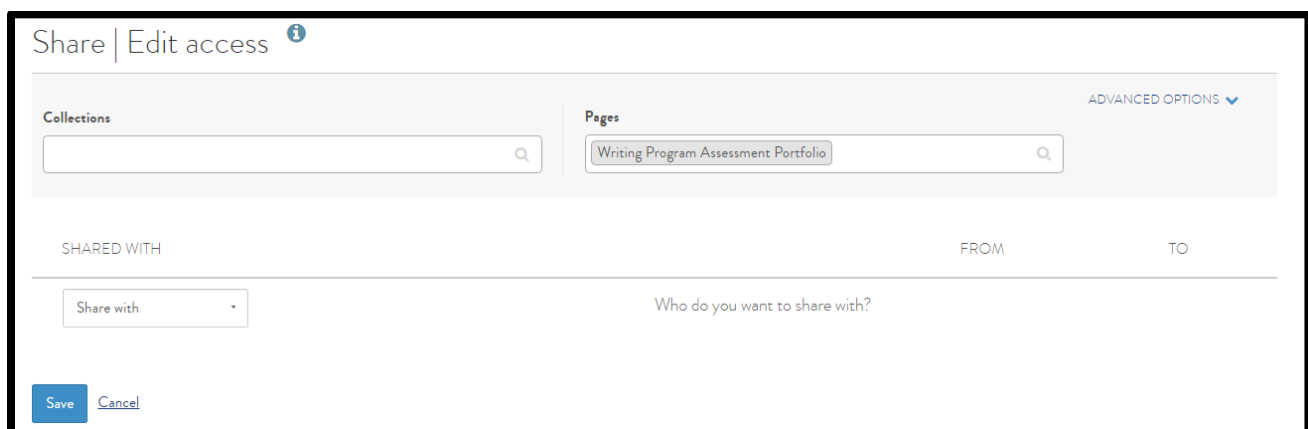 Share | Edit access
ADVANCED OPTIONS
Collections
Pages
Writing Program Assessment Portfolio
SHARED WITH
FROM
TO
Share with
Who do you want to share with?
Save
Cancel